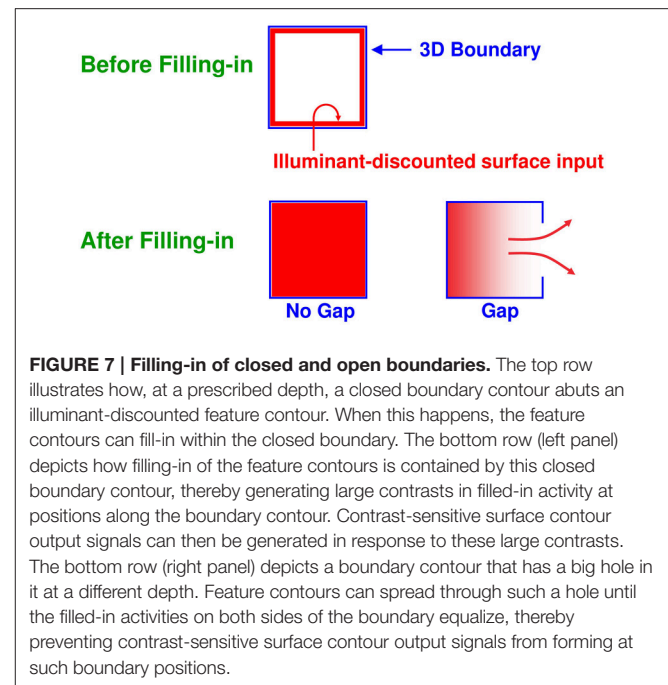 Before Filling-in
3D Boundary
Illuminant-discounted surface input
After Filling-in
No Gap
Gap
FIGURE 7 | Filling-in of closed and open boundaries. The top row
illustrates how, at a prescribed depth, a closed boundary contour abuts an
illuminant-discounted feature contour. When this happens, the feature
contours can fill-in within the closed boundary. The bottom row (left panel)
depicts how filling-in of the feature contours is contained by this closed
boundary contour, thereby generating large contrasts in filled-in activity at
positions along the boundary contour. Contrast-sensitive surface contour
output signals can then be generated in response to these large contrasts.
The bottom row (right panel) depicts a boundary contour that has a big hole in
it at a different depth. Feature contours can spread through such a hole until
the filled-in activities on both sides of the boundary equalize, thereby
preventing contrast-sensitive surface contour output signals from forming at
such boundary positions.